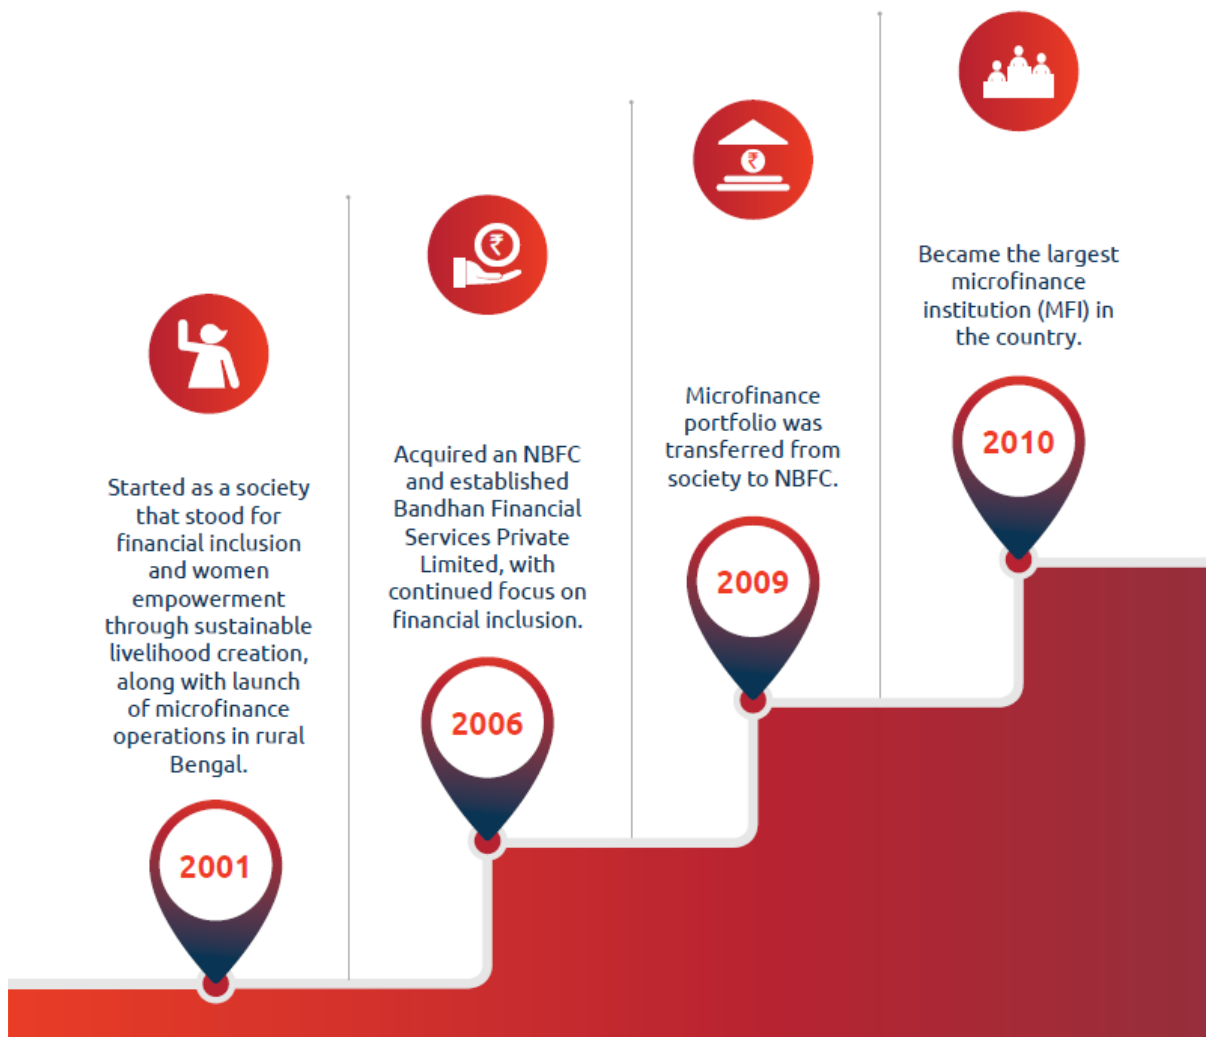 Started as a society
that stood for
financial inclusion
and women
empowerment
through sustainable
livelihood creation,
along with launch
of microfinance
operations in rural
Bengal.
2001
₹
Acquired an NBFC
and established
Bandhan Financial
Services Private
Limited, with
continued focus on
financial inclusion.
2006
₹
Microfinance
portfolio was
transferred from
society to NBFC.
2009
Became the largest
microfinance
institution (MFI) in
the country.
2010